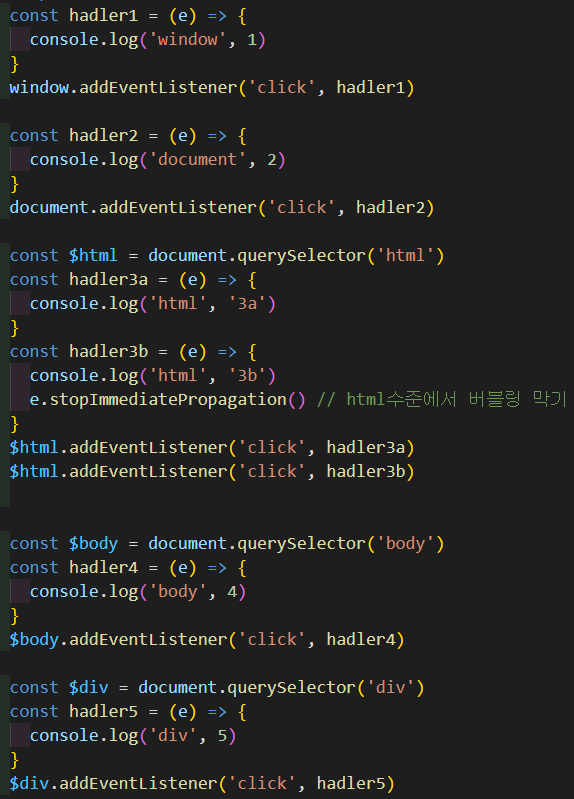 const hadler1 = (e) => {
  console.log('window', 1)
}
window.addEventListener('click', hadler1)
const hadler2 = (e) => {
  console.log('document', 2)
}
document.addEventListener('click', hadler2)
const $html = document.querySelector('html')
const hadler3a = (e) => {
  console.log('html', '3a')
}
const hadler3b = (e) => {
  console.log('html', '3b')
  e.stopImmediatePropagation() // html수준에서 버블링 막기
}
$html.addEventListener('click', hadler3a)
$html.addEventListener('click', hadler3b)
const $body = document.querySelector('body')
const hadler4 = (e) => {
  console.log('body', 4)
}
$body.addEventListener('click', hadler4)
const $div = document.querySelector('div')
const hadler5 = (e) => {
  console.log('div', 5)
}
$div.addEventListener('click', hadler5)